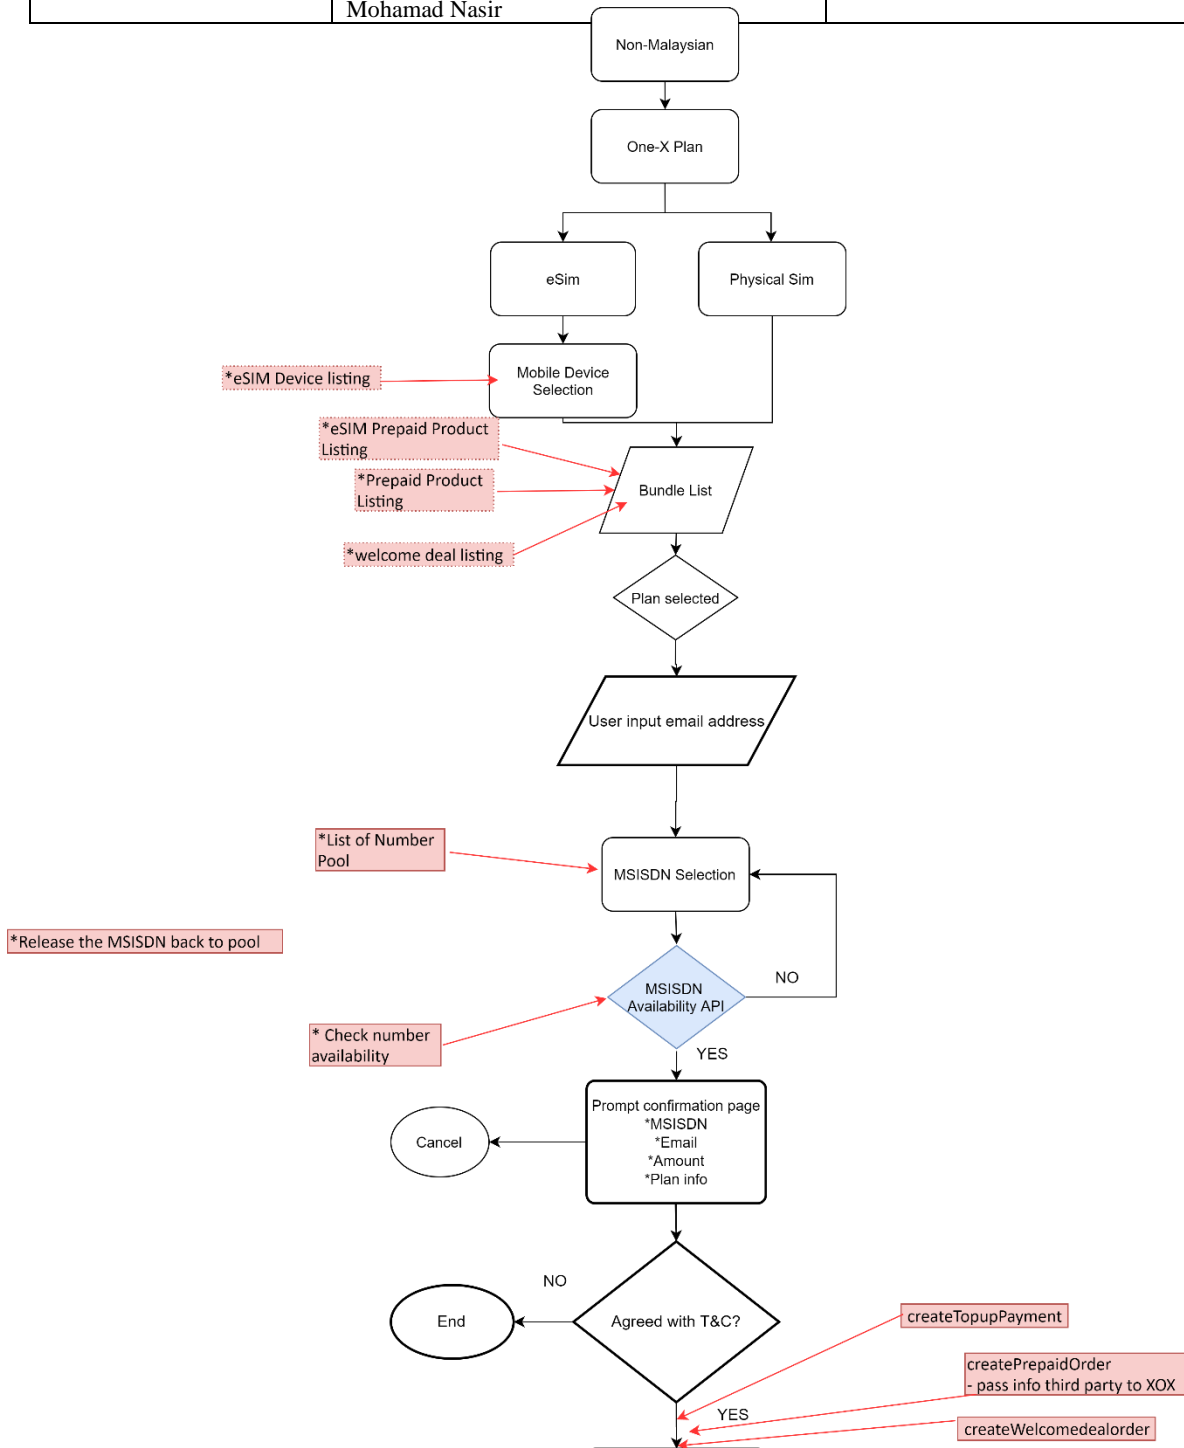 Mohamad Nasir
Non-Malaysian
One-X Plan
eSim
Physical Sim
Mobile Device
Selection
*eSIM Device listing
*eSIM Prepaid Product
Listing
*Prepaid Product
Listing
Bundle List
*welcome deal listing
Plan selected
User input email address
*List of Number
Pool
MSISDN Selection
*Release the MSISDN back to pool
MSISDN
Availability API
NO
* Check number
availability
YES
Prompt confirmation page
*MSISDN
*Email
*Amount
*Plan info
Cancel
NO
End
Agreed with T&C?
createTopupPayment
createPrepaidOrder
- pass info third party to XOX
YES
createWelcomedealorder